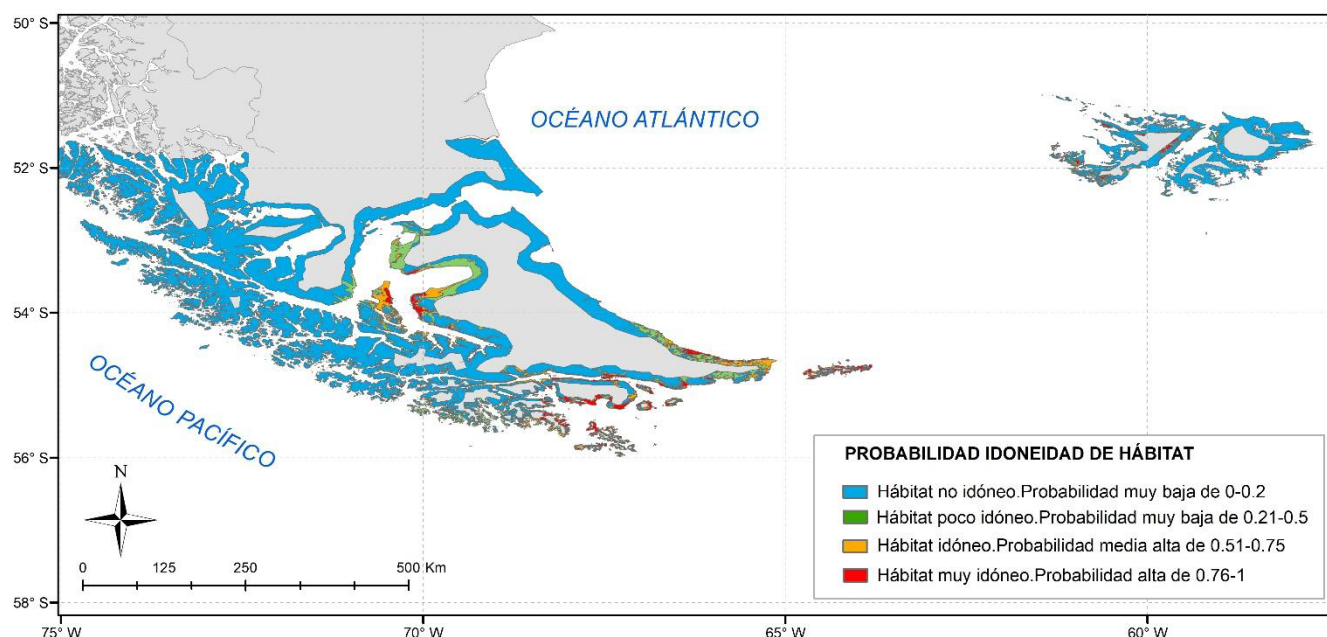 50° S
52° S
54° S
56° S
58° S
75° W
70° W
65° W
60° W
OCÉANO ATLÁNTICO
OCÉANO PACÍFICO
N
0 125 250 500 Km
PROBABILIDAD IDONEIDAD DE HÁBITAT
Hábitat no idóneo.Probabilidad muy baja de 0-0.2
Hábitat poco idóneo.Probabilidad muy baja de 0.21-0.5
Hábitat idóneo.Probabilidad media alta de 0.51-0.75
Hábitat muy idóneo.Probabilidad alta de 0.76-1